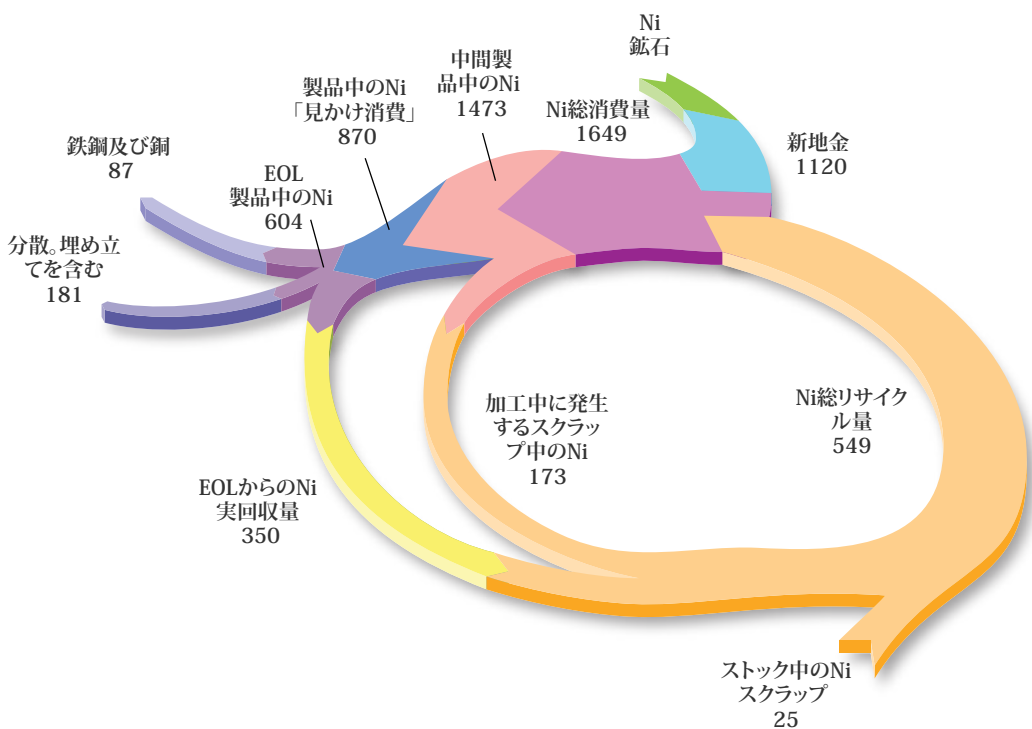 Ni
鉱石
中間製
品中のNi
1473
製品中のNi
「見かけ消費」
870
Ni総消費量
1649
新地金
1120
鉄鋼及び銅
87
EOL
製品中のNi
604
分散。埋め立
てを含む
181
加工中に発生
するスクラッ
プ中のNi
173
Ni総リサイク
ル量
549
EOLからのNi
実回収量
350
ストック中のNi
スクラップ
25